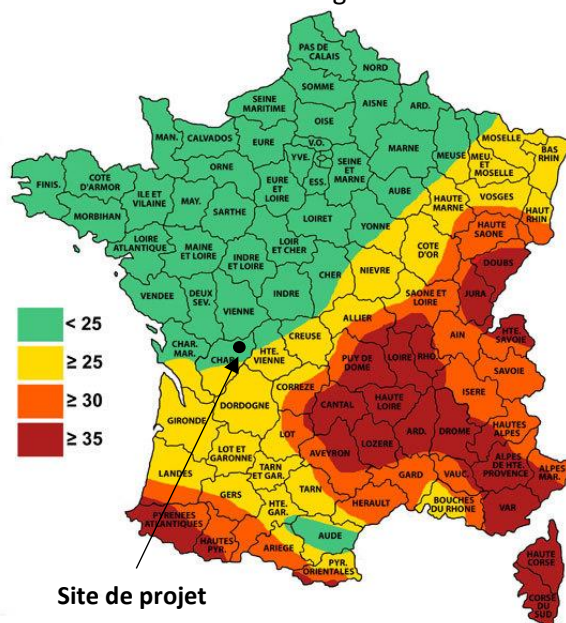 PAS DE
CALAIS
NORD
SOMME
SEINE
MARITIME
AISNE
ARD.
OISE
MAN.
CALVADOS
EURE
V.O.
YVE.
ESS.
SEINE
ET
MARNE
MARNE
MEUSE
MOSELLE
MEU.
ET
MOSELLE
BAS
RHIN
FINIS.
COTE
D'ARMOR
ILE ET
VILAINE
MAY.
ORNE
EURE
ET
LOIRE
AUBE
HAUTE
MARNE
VOSGES
HAUT
RHIN
MORBIHAN
SARTHE
LOIRET
YONNE
HAUTE
SAONE
LOIRE
ATLANTIQUE
MAINE
ET LOIRE
INDRE
ET LOIRE
LOIR
ET CHER
CHER
NIEVRE
COTE
D'OR
DOUBS
VENDEE
DEUX
SEV.
VIENNE
INDRE
ALLIER
SAONE ET
LOIRE
JURA
< 25
≥ 25
≥ 30
≥ 35
CHAR.
MAR.
CHAR.
HTE.
VIENNE
CREUSE
PUY DE
DOME
LOIRE
RHO.
AIN
HTE.
SAVOIE
SAVOIE
GIRONDE
DORDOGNE
CORREZE
CANTAL
HAUTE
LOIRE
ISERE
LOT
LOT ET
GARONNE
AVEYRON
LOZERE
ARD.
DROME
HAUTES
ALPES
LANDES
TARN
ET GAR.
TARN
GARD
VAUC.
ALPES
DE HTE.
PROVENCE
ALPES
MAR.
GERS
HTE.
GAR.
HERAULT
BOUCHES
DU RHONE
VAR
PYRENEES
ATLANTIQUES
HAUTES
PYR.
ARIEGE
AUDE
PYR.
ORIENTALES
HAUTE
CORSE
CORSE
DU SUD
Site de projet